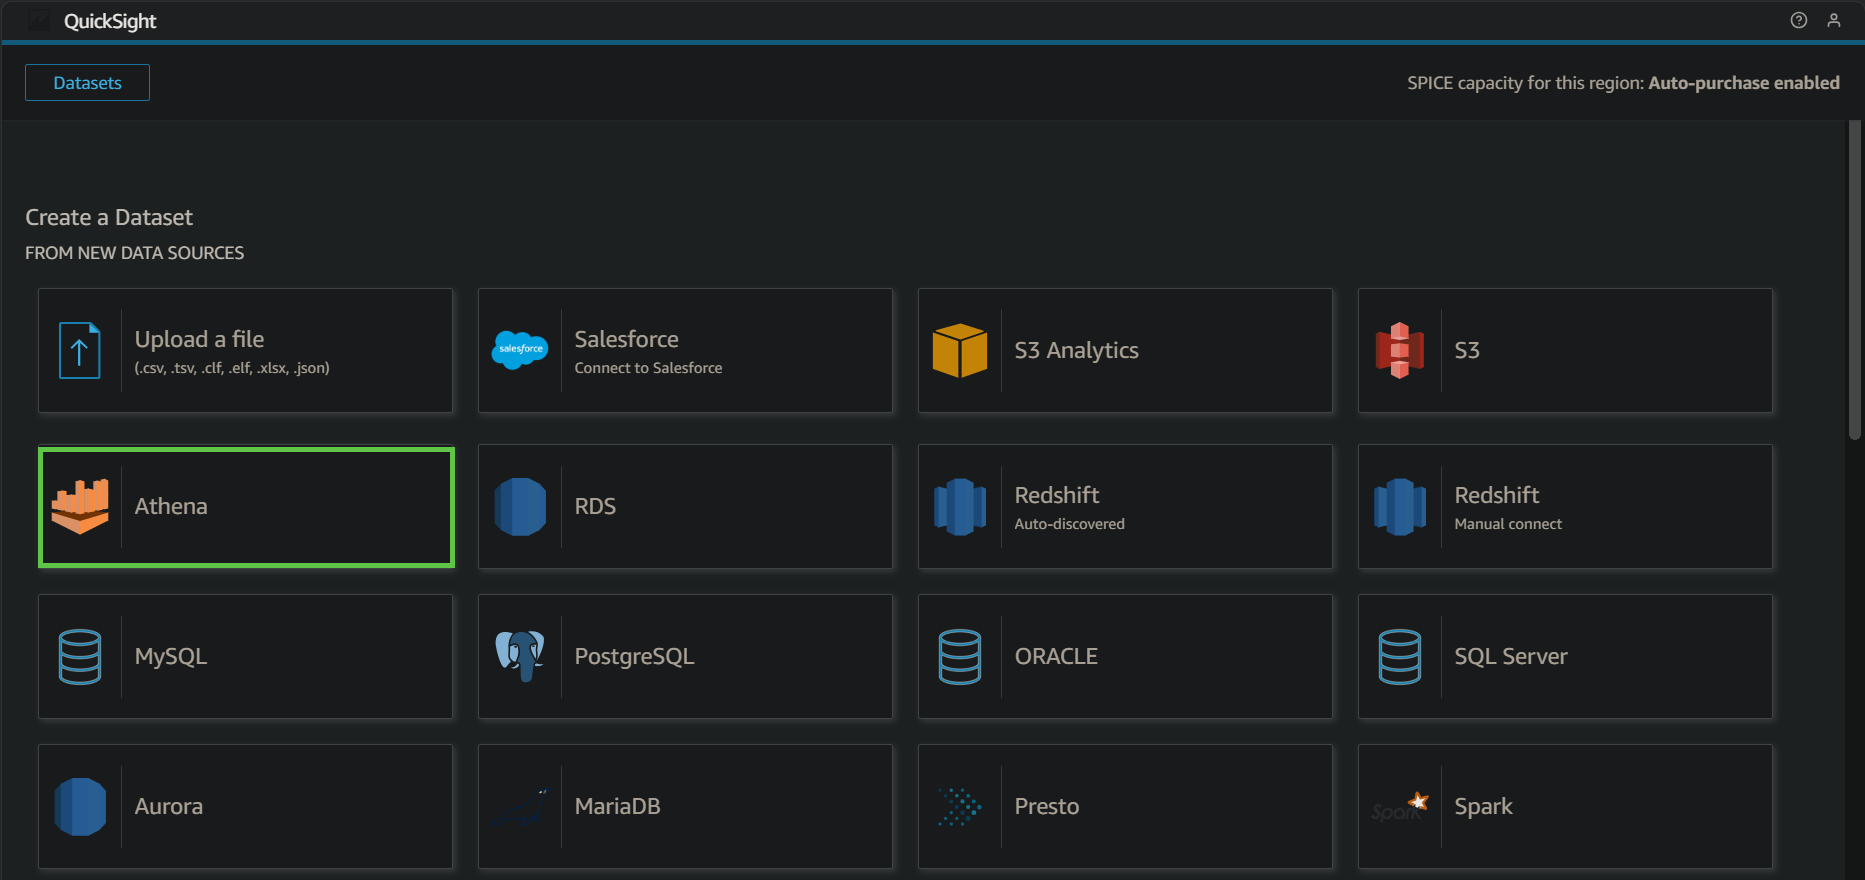 QuickSight
Datasets
SPICE capacity for this region: Auto-purchase enabled
Create a Dataset
FROM NEW DATA SOURCES
Upload a file
(.csv, .tsv, .clf, .elf, .xlsx, .json)
salesforce
Salesforce
Connect to Salesforce
S3 Analytics
S3
Athena
RDS
Redshift
Auto-discovered
Redshift
Manual connect
MySQL
PostgreSQL
ORACLE
SQL Server
Aurora
MariaDB
Presto
Spark
Spark